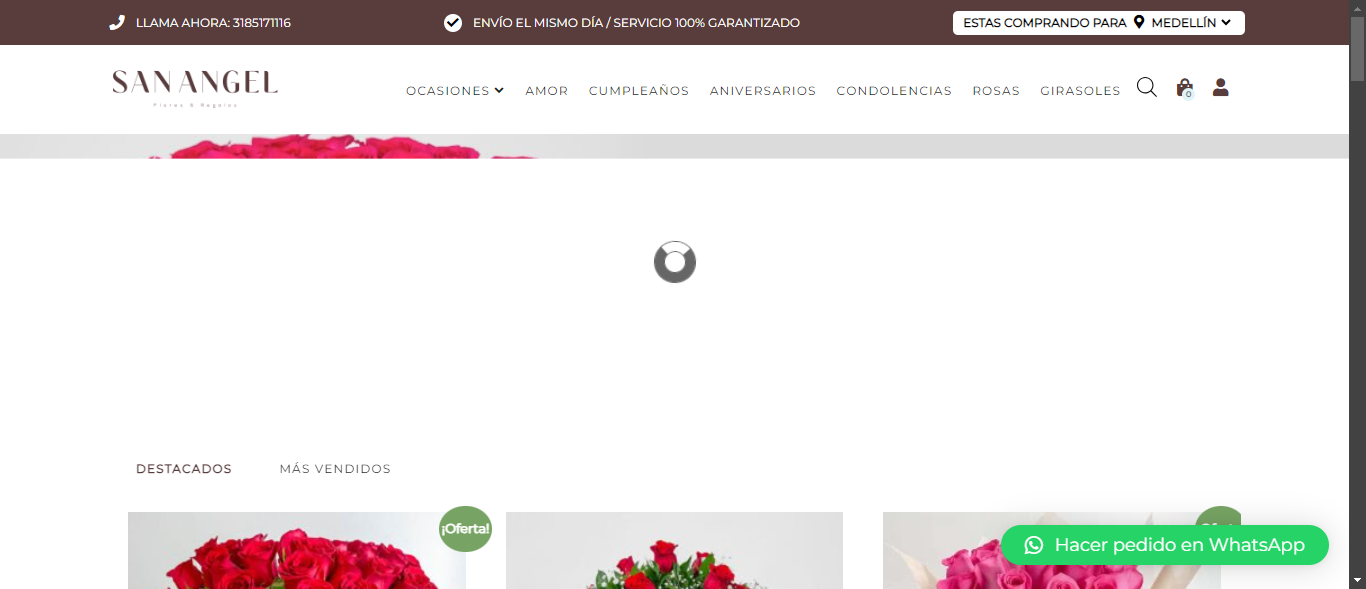 LLAMA AHORA: 3185171116
ENVÍO EL MISMO DÍA / SERVICIO 100% GARANTIZADO
ESTAS COMPRANDO PARA MEDELLÍN
SAN ANGEL
Flores & Regalos
OCASIONES AMOR CUMPLEAÑOS ANIVERSARIOS CONDOLENCIAS ROSAS GIRASOLES
0
DESTACADOS MÁS VENDIDOS
¡Oferta!
Hacer pedido en WhatsApp